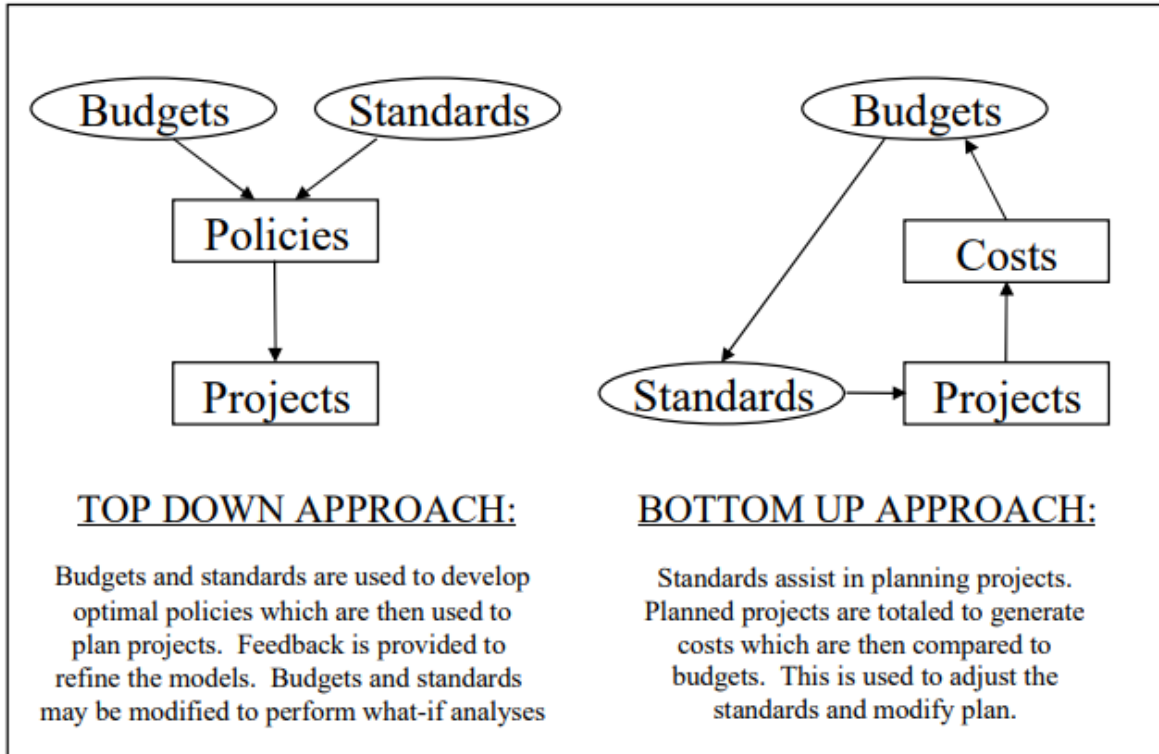 Budgets
Standards
Policies
Projects
TOP DOWN APPROACH:
Budgets and standards are used to develop
optimal policies which are then used to
plan projects.  Feedback is provided to
refine the models.  Budgets and standards
may be modified to perform what-if analyses
Budgets
Costs
Standards
Projects
BOTTOM UP APPROACH:
Standards assist in planning projects.
Planned projects are totaled to generate
costs which are then compared to
budgets.  This is used to adjust the
standards and modify plan.